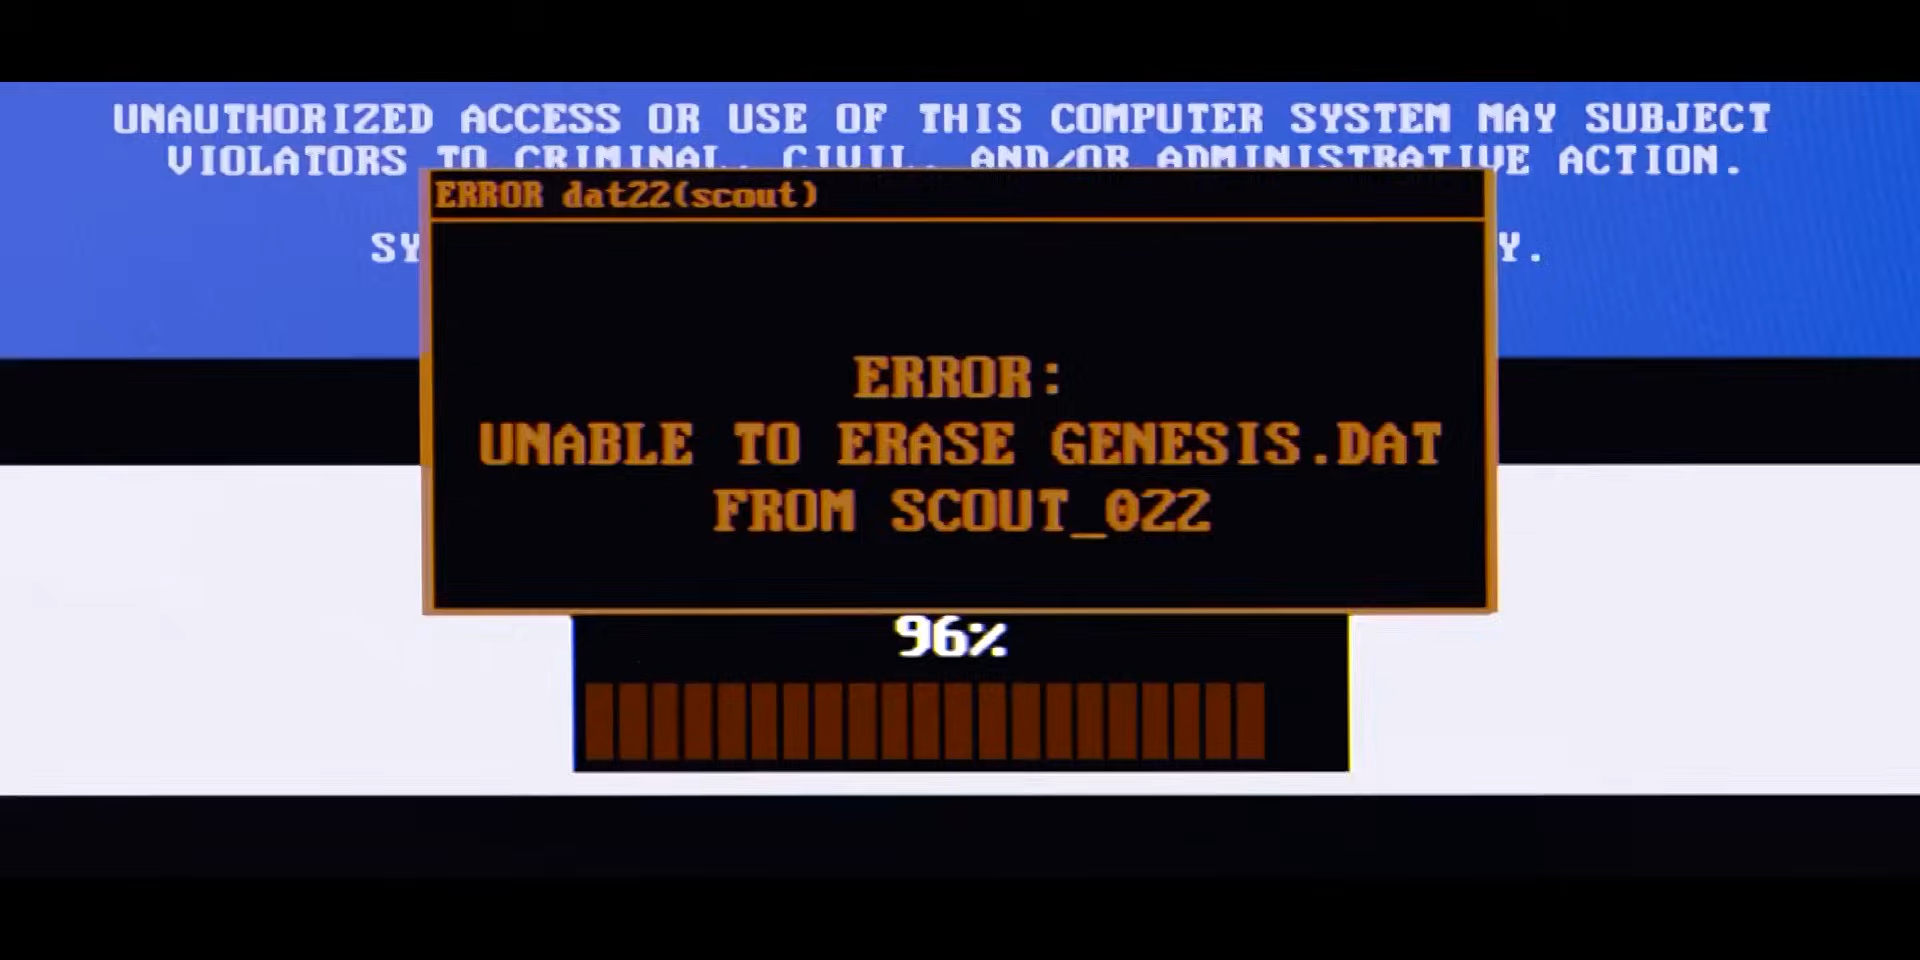 UNAUTHORIZED ACCESS OR USE OF THIS COMPUTER SYSTEM MAY SUBJECT
VIOLATORS TO CRIMINAL, CIVIL, AND/OR ADMINISTRATIVE ACTION.
ERROR dat22(scout)
SY
Y.
ERROR:
UNABLE TO ERASE GENESIS.DAT
FROM SCOUT_022
96%